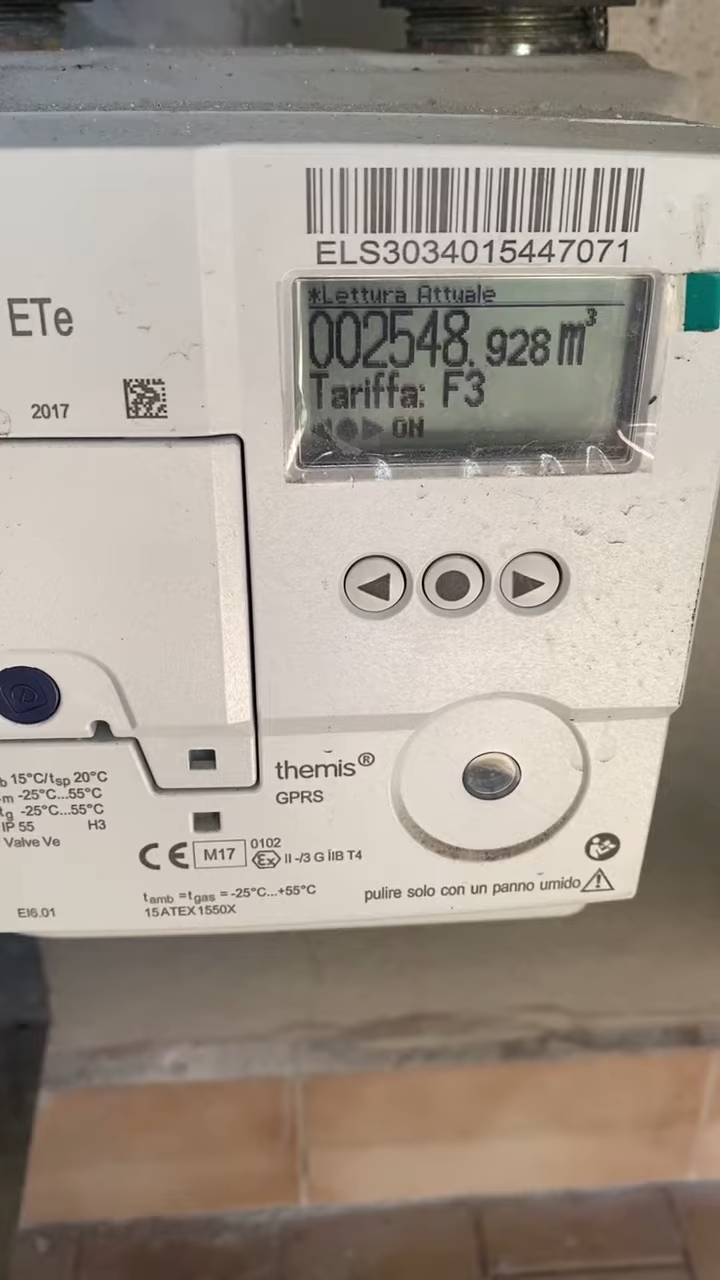 ELS3034015447071
*Lettura Attuale
002548.928 m³
Tariffa: F3
ON
ETe
2017
themis®
GPRS
15°C/tsp 20°C
-25°C...55°C
-25°C...55°C
IP 55 H3
Valve Ve
CE M17 0102
Ex II -/3 G IIB T4
tamb =tgas = -25°C...+55°C
15ATEX1550X
EI6.01
pulire solo con un panno umido